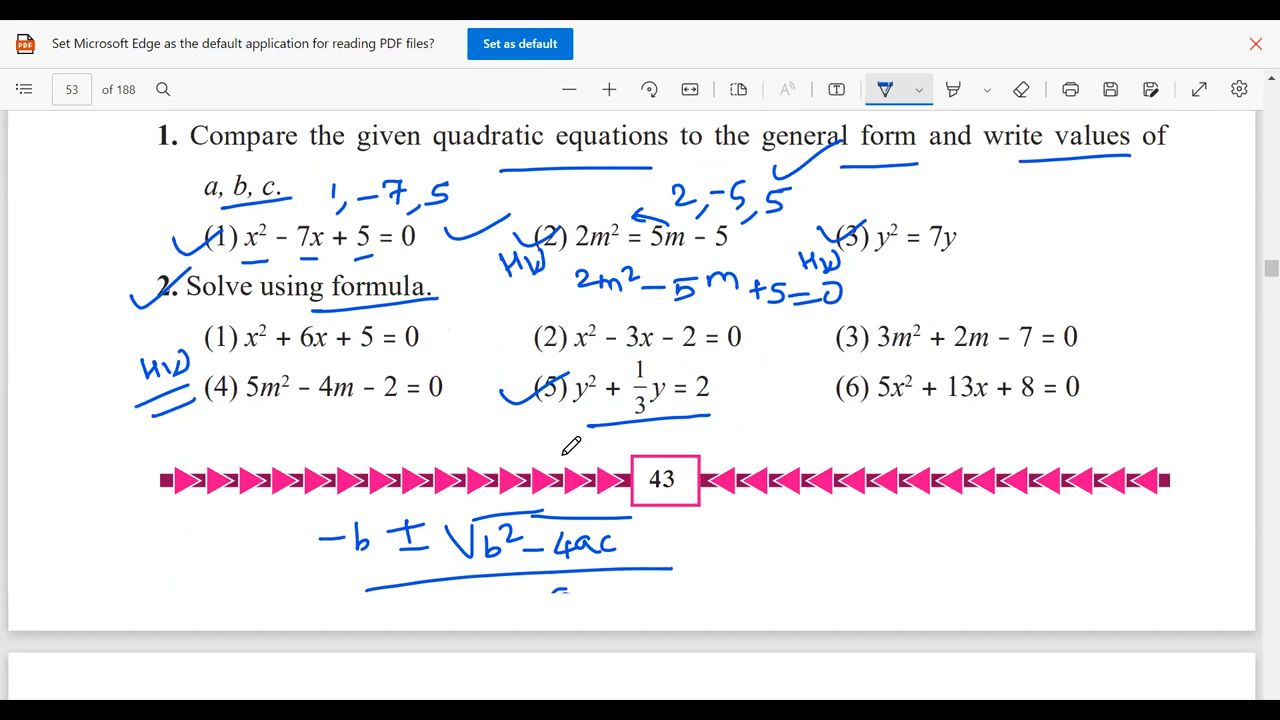 Set Microsoft Edge as the default application for reading PDF files? Set as default
53 of 188
1. Compare the given quadratic equations to the general form and write values of
a, b, c. 1, -7, 5 2, -5, 5
(1) x² − 7x + 5 = 0 (2) 2m² = 5m − 5 (3) y² = 7y
HW 2m² - 5m + 5 = 0 HW
2. Solve using formula.
(1) x² + 6x + 5 = 0 (2) x² − 3x − 2 = 0 (3) 3m² + 2m − 7 = 0
HW (4) 5m² − 4m − 2 = 0 (5) y² + 1/3 y = 2 (6) 5x² + 13x + 8 = 0
43
-b ± √b² - 4ac